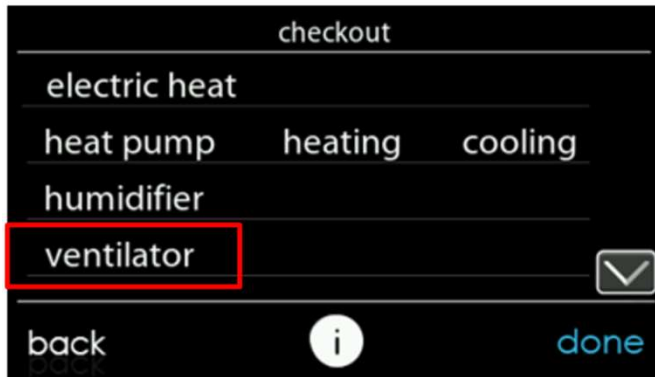 checkout
electric heat
heat pump heating cooling
humidifier
ventilator
back i done